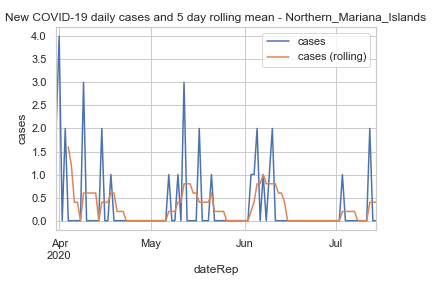 New COVID-19 daily cases and 5 day rolling mean - Northern_Mariana_Islands
cases
cases (rolling)
cases
4.0
3.5
3.0
2.5
2.0
1.5
1.0
0.5
0.0
Apr
2020
May
Jun
Jul
dateRep